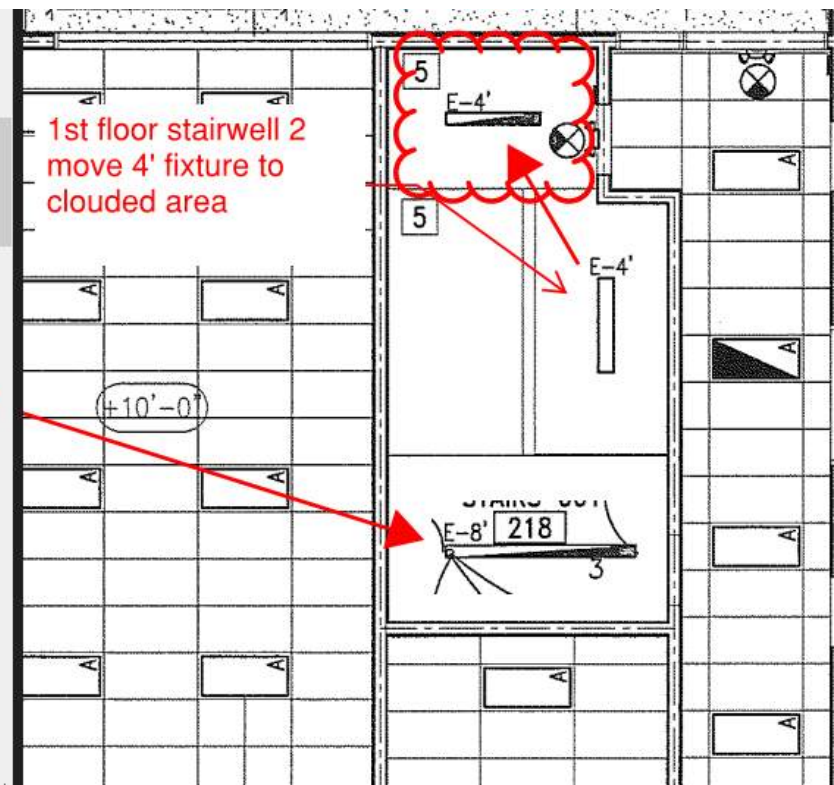 5
E-4'
1st floor stairwell 2
move 4' fixture to
clouded area
A
A
A
5
E-4'
A
A
A
+10'-0"
A
A
E-8' 218
3
A
A
A
A
A
A